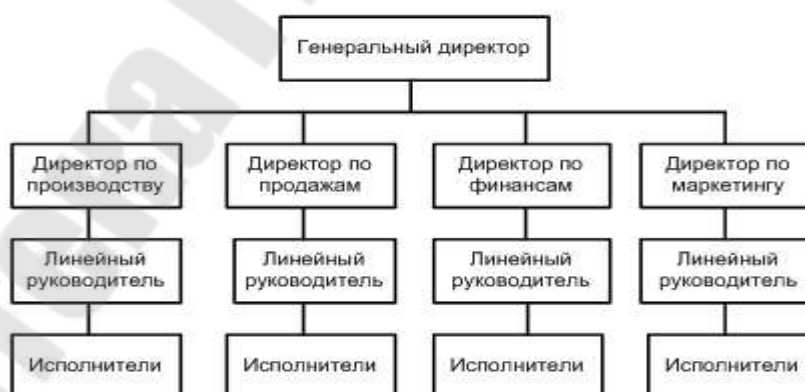 Генеральный директор
Директор по
производству
Директор по
продажам
Директор по
финансам
Директор по
маркетингу
Линейный
руководитель
Линейный
руководитель
Линейный
руководитель
Линейный
руководитель
Исполнители
Исполнители
Исполнители
Исполнители